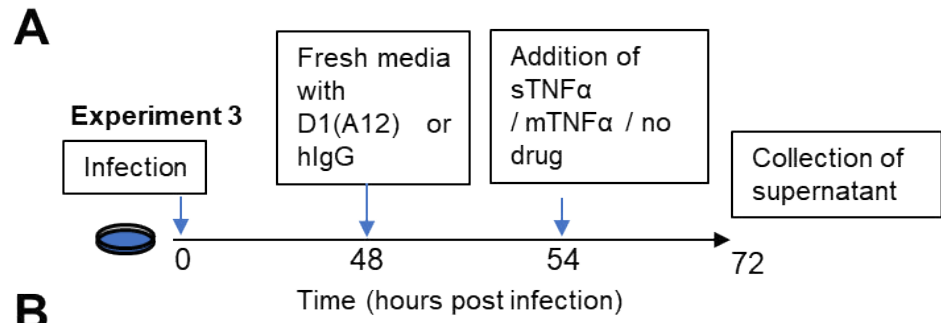 A
Experiment 3
Infection
Fresh media
with
D1(A12) or
hIgG
Addition of
sTNFα
/ mTNFα / no
drug
Collection of
supernatant
0
48
54
72
Time (hours post infection)
B